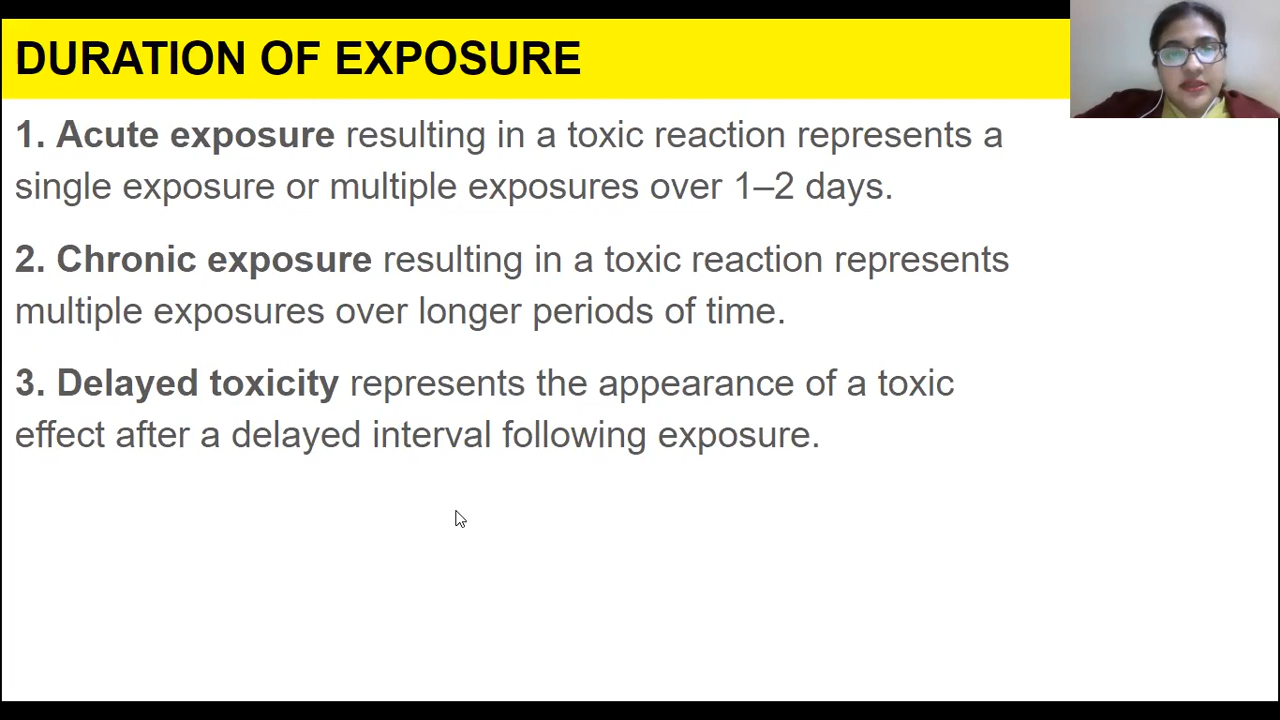 DURATION OF EXPOSURE
1. Acute exposure resulting in a toxic reaction represents a
single exposure or multiple exposures over 1–2 days.
2. Chronic exposure resulting in a toxic reaction represents
multiple exposures over longer periods of time.
3. Delayed toxicity represents the appearance of a toxic
effect after a delayed interval following exposure.